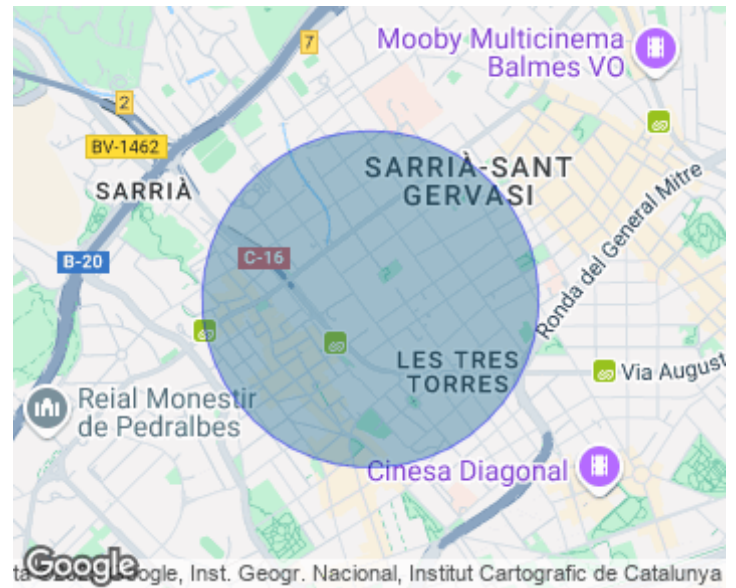 7
Mooby Multicinema
Balmes VO
2
BV-1462
SARRIÀ
SARRIÀ-SANT
GERVASI
Ronda del General Mitre
B-20
C-16
LES TRES
TORRES
Via August
Reial Monestir
de Pedralbes
Cinesa Diagonal
Google
Google, Inst. Geogr. Nacional, Institut Cartografic de Catalunya